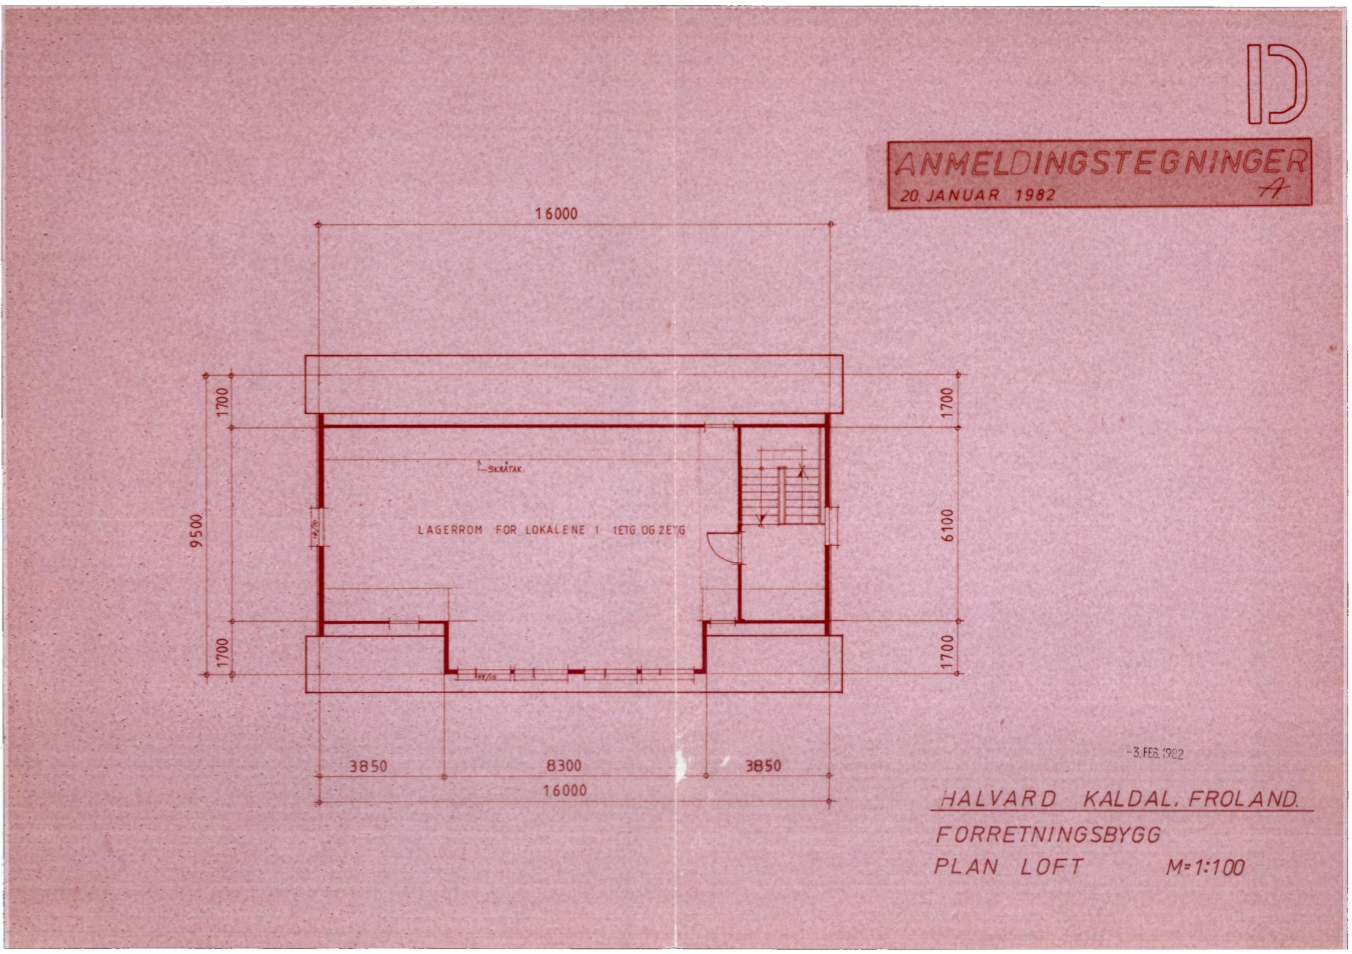 D
ANMELDINGSTEGNINGER
20. JANUAR 1982 A
16000
1700
1700
SKRÅTAK
9500
6100
LAGERROM FOR LOKALENE I 1ETG OG 2ETG
1700
1700
3850 8300 3850
16000
-3. FEB. 1982
HALVARD KALDAL, FROLAND.
FORRETNINGSBYGG
PLAN LOFT M=1:100